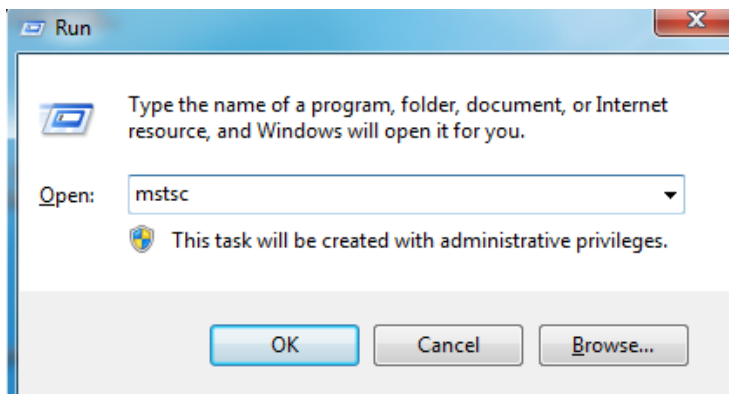 Run
Type the name of a program, folder, document, or Internet
resource, and Windows will open it for you.
Open: mstsc
This task will be created with administrative privileges.
OK Cancel Browse...